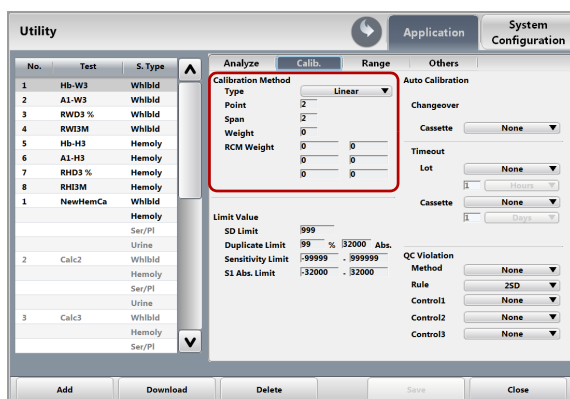 Utility
Application
System
Configuration
No. Test S. Type
1 Hb-W3 Whlbld
2 A1-W3 Whlbld
3 RWD3 % Whlbld
4 RWI3M Whlbld
5 Hb-H3 Hemoly
6 A1-H3 Hemoly
7 RHD3 % Hemoly
8 RHI3M Hemoly
1 NewHemCa Whlbld
Hemoly
Ser/Pl
Urine
2 Calc2 Whlbld
Hemoly
Ser/Pl
Urine
3 Calc3 Whlbld
Hemoly
Ser/Pl
Analyze Calib. Range Others
Calibration Method
Type Linear
Point 2
Span 2
Weight 0
RCM Weight 0 0
0 0
0 0
Limit Value
SD Limit 999
Duplicate Limit 99 % 32000 Abs.
Sensitivity Limit -99999 - 999999
S1 Abs. Limit -32000 - 32000
Auto Calibration
Changeover
Cassette None
Timeout
Lot None
1 Hours
Cassette None
1 Days
QC Violation
Method None
Rule 2SD
Control1 None
Control2 None
Control3 None
Add Download Delete Save Close